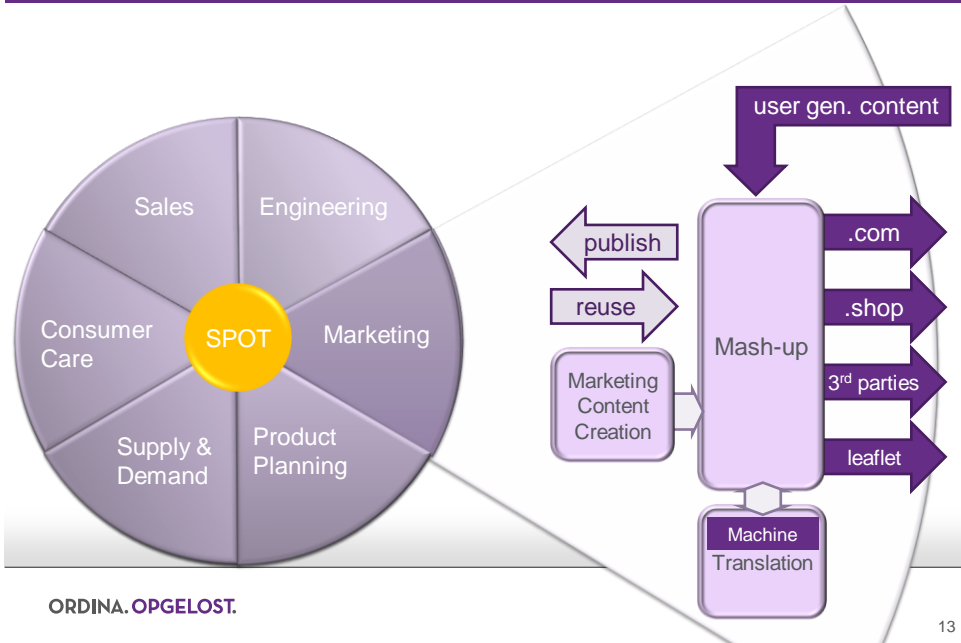 user gen. content
Sales
Engineering
publish
.com
reuse
.shop
Consumer
Care
SPOT
Marketing
Mash-up
Marketing
Content
Creation
3rd parties
Supply &
Demand
Product
Planning
leaflet
Machine
Translation
ORDINA. OPGELOST.
13